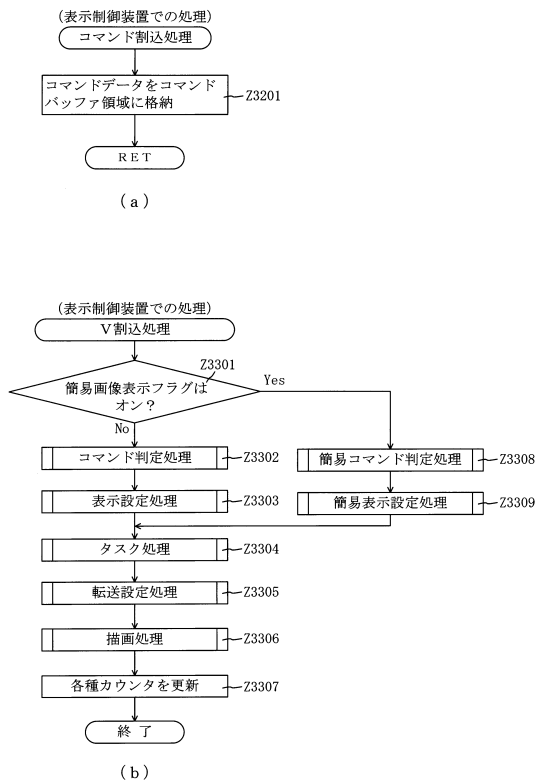 (表示制御装置での処理)
コマンド割込処理
コマンドデータをコマンド
バッファ領域に格納
Z3201
RET
(a)
(表示制御装置での処理)
V割込処理
Z3301
簡易画像表示フラグは
オン?
Yes
No
コマンド判定処理
Z3302
簡易コマンド判定処理
Z3308
表示設定処理
Z3303
簡易表示設定処理
Z3309
タスク処理
Z3304
転送設定処理
Z3305
描画処理
Z3306
各種カウンタを更新
Z3307
終了
(b)